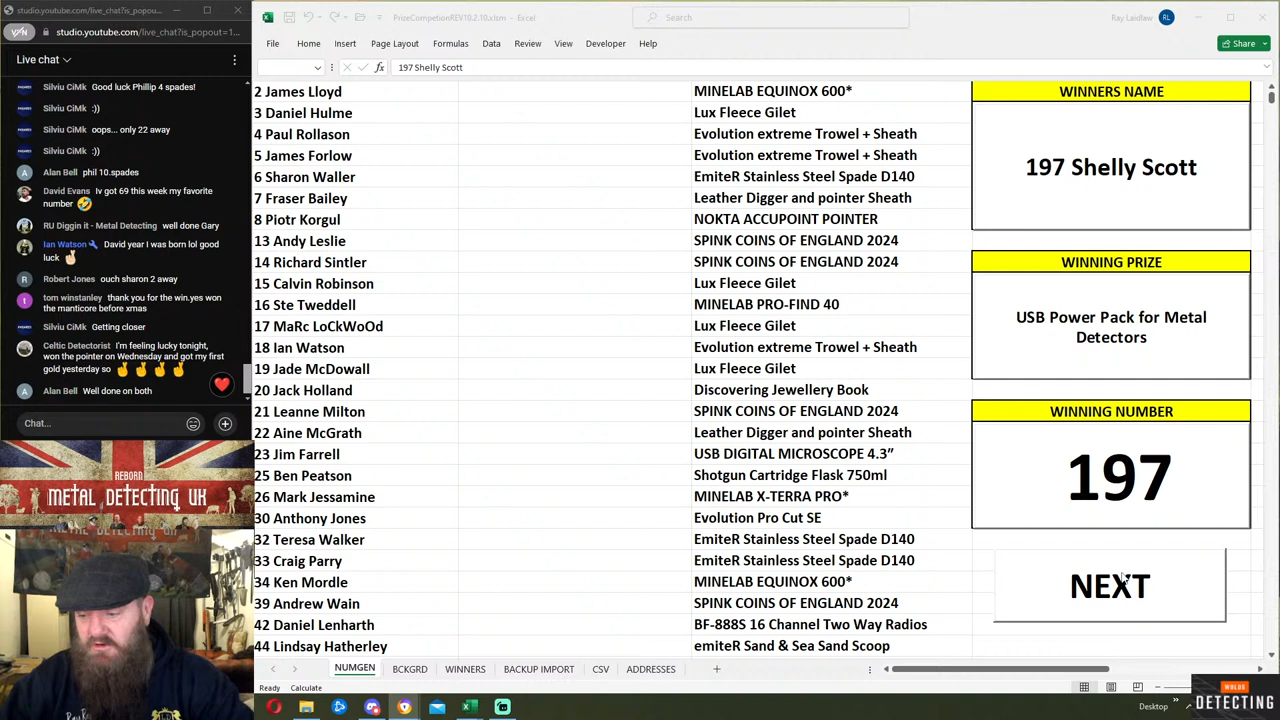 studio.youtube.com/live_chat?is_popou...
studio.youtube.com/live_chat?is_popout=1...
Live chat
Silviu CiMk Good luck Phillip 4 spades!
Silviu CiMk :))
Silviu CiMk oops... only 22 away
Silviu CiMk :))
Alan Bell phil 10.spades
David Evans Iv got 69 this week my favorite
number 🤣
RU Diggin it - Metal Detecting well done Gary
Ian Watson David year I was born lol good
luck 🤞🏻
Robert Jones ouch sharon 2 away
tom winstanley thank you for the win.yes won
the manticore before xmas
Silviu CiMk Getting closer
Celtic Detectorist I'm feeling lucky tonight,
won the pointer on Wednesday and got my first
gold yesterday so 🤞🤞🤞🤞
Alan Bell Well done on both
Chat...
REBORN
METAL DETECTING UK
PrizeCompetionREV10.2.10.xlsm - Excel
Search
Ray Laidlaw RL
File Home Insert Page Layout Formulas Data Review View Developer Help
Share
fx 197 Shelly Scott
2 James Lloyd MINELAB EQUINOX 600*
3 Daniel Hulme Lux Fleece Gilet
4 Paul Rollason Evolution extreme Trowel + Sheath
5 James Forlow Evolution extreme Trowel + Sheath
6 Sharon Waller EmiteR Stainless Steel Spade D140
7 Fraser Bailey Leather Digger and pointer Sheath
8 Piotr Korgul NOKTA ACCUPOINT POINTER
13 Andy Leslie SPINK COINS OF ENGLAND 2024
14 Richard Sintler SPINK COINS OF ENGLAND 2024
15 Calvin Robinson Lux Fleece Gilet
16 Ste Tweddell MINELAB PRO-FIND 40
17 MaRc LoCkWoOd Lux Fleece Gilet
18 Ian Watson Evolution extreme Trowel + Sheath
19 Jade McDowall Lux Fleece Gilet
20 Jack Holland Discovering Jewellery Book
21 Leanne Milton SPINK COINS OF ENGLAND 2024
22 Aine McGrath Leather Digger and pointer Sheath
23 Jim Farrell USB DIGITAL MICROSCOPE 4.3”
25 Ben Peatson Shotgun Cartridge Flask 750ml
26 Mark Jessamine MINELAB X-TERRA PRO*
30 Anthony Jones Evolution Pro Cut SE
32 Teresa Walker EmiteR Stainless Steel Spade D140
33 Craig Parry EmiteR Stainless Steel Spade D140
34 Ken Mordle MINELAB EQUINOX 600*
39 Andrew Wain SPINK COINS OF ENGLAND 2024
42 Daniel Lenharth BF-888S 16 Channel Two Way Radios
44 Lindsay Hatherley emiteR Sand & Sea Sand Scoop
WINNERS NAME
197 Shelly Scott
WINNING PRIZE
USB Power Pack for Metal
Detectors
WINNING NUMBER
197
NEXT
NUMGEN BCKGRD WINNERS BACKUP IMPORT CSV ADDRESSES
Ready Calculate
Desktop
DETECTING